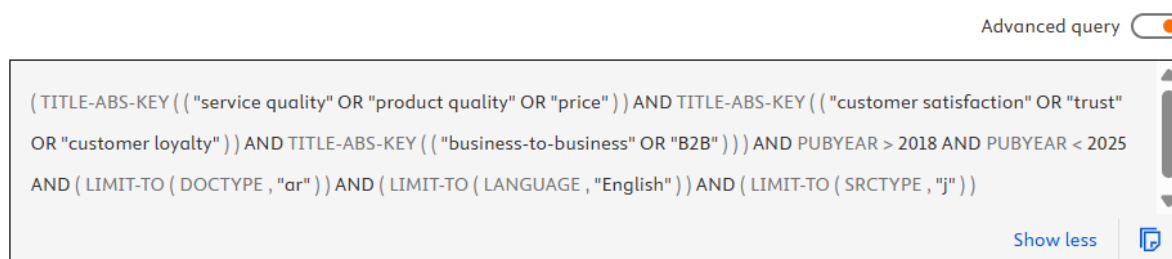 Advanced query
( TITLE-ABS-KEY ( ( "service quality" OR "product quality" OR "price" ) ) AND TITLE-ABS-KEY ( ( "customer satisfaction" OR "trust"
OR "customer loyalty" ) ) AND TITLE-ABS-KEY ( ( "business-to-business" OR "B2B" ) ) ) AND PUBYEAR > 2018 AND PUBYEAR < 2025
AND ( LIMIT-TO ( DOCTYPE , "ar" ) ) AND ( LIMIT-TO ( LANGUAGE , "English" ) ) AND ( LIMIT-TO ( SRCTYPE , "j" ) )
Show less